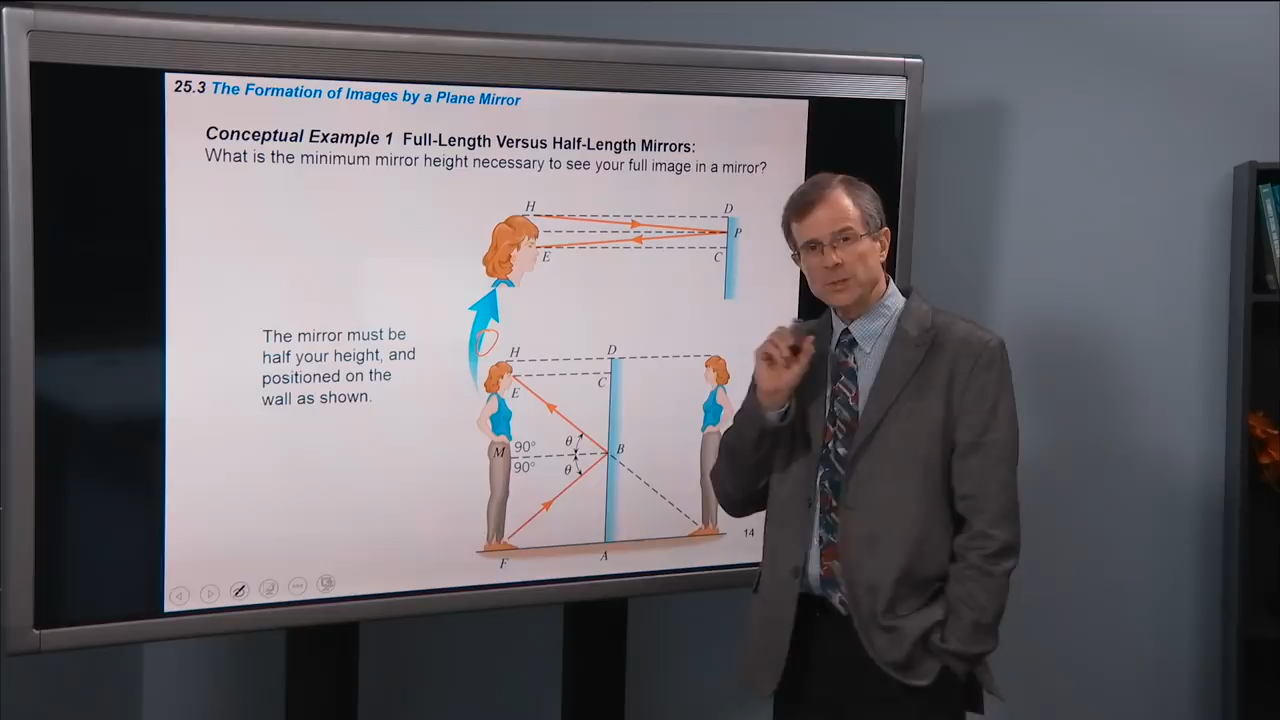 25.3 The Formation of Images by a Plane Mirror
Conceptual Example 1 Full-Length Versus Half-Length Mirrors:
What is the minimum mirror height necessary to see your full image in a mirror?
H D
P
E C
The mirror must be
half your height, and
positioned on the
wall as shown.
H D
C
E
θ
90° B
M
90° θ
14
A
F